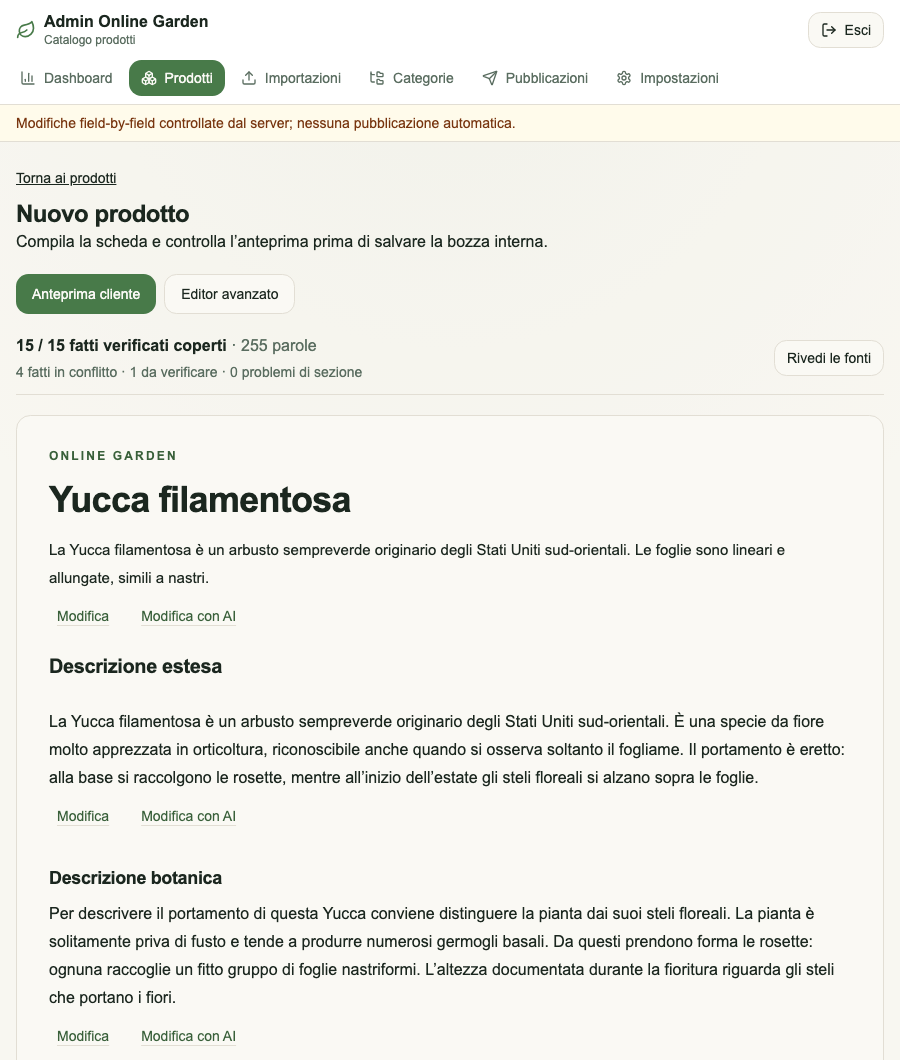 Admin Online Garden
Catalogo prodotti
Esci
Dashboard
Prodotti
Importazioni
Categorie
Pubblicazioni
Impostazioni
Modifiche field-by-field controllate dal server; nessuna pubblicazione automatica.
Torna ai prodotti
Nuovo prodotto
Compila la scheda e controlla l’anteprima prima di salvare la bozza interna.
Anteprima cliente
Editor avanzato
15 / 15 fatti verificati coperti · 255 parole
4 fatti in conflitto · 1 da verificare · 0 problemi di sezione
Rivedi le fonti
ONLINE GARDEN
Yucca filamentosa
La Yucca filamentosa è un arbusto sempreverde originario degli Stati Uniti sud-orientali. Le foglie sono lineari e
allungate, simili a nastri.
Modifica
Modifica con AI
Descrizione estesa
La Yucca filamentosa è un arbusto sempreverde originario degli Stati Uniti sud-orientali. È una specie da fiore
molto apprezzata in orticoltura, riconoscibile anche quando si osserva soltanto il fogliame. Il portamento è eretto:
alla base si raccolgono le rosette, mentre all’inizio dell’estate gli steli floreali si alzano sopra le foglie.
Modifica
Modifica con AI
Descrizione botanica
Per descrivere il portamento di questa Yucca conviene distinguere la pianta dai suoi steli floreali. La pianta è
solitamente priva di fusto e tende a produrre numerosi germogli basali. Da questi prendono forma le rosette:
ognuna raccoglie un fitto gruppo di foglie nastriformi. L’altezza documentata durante la fioritura riguarda gli steli
che portano i fiori.
Modifica
Modifica con AI